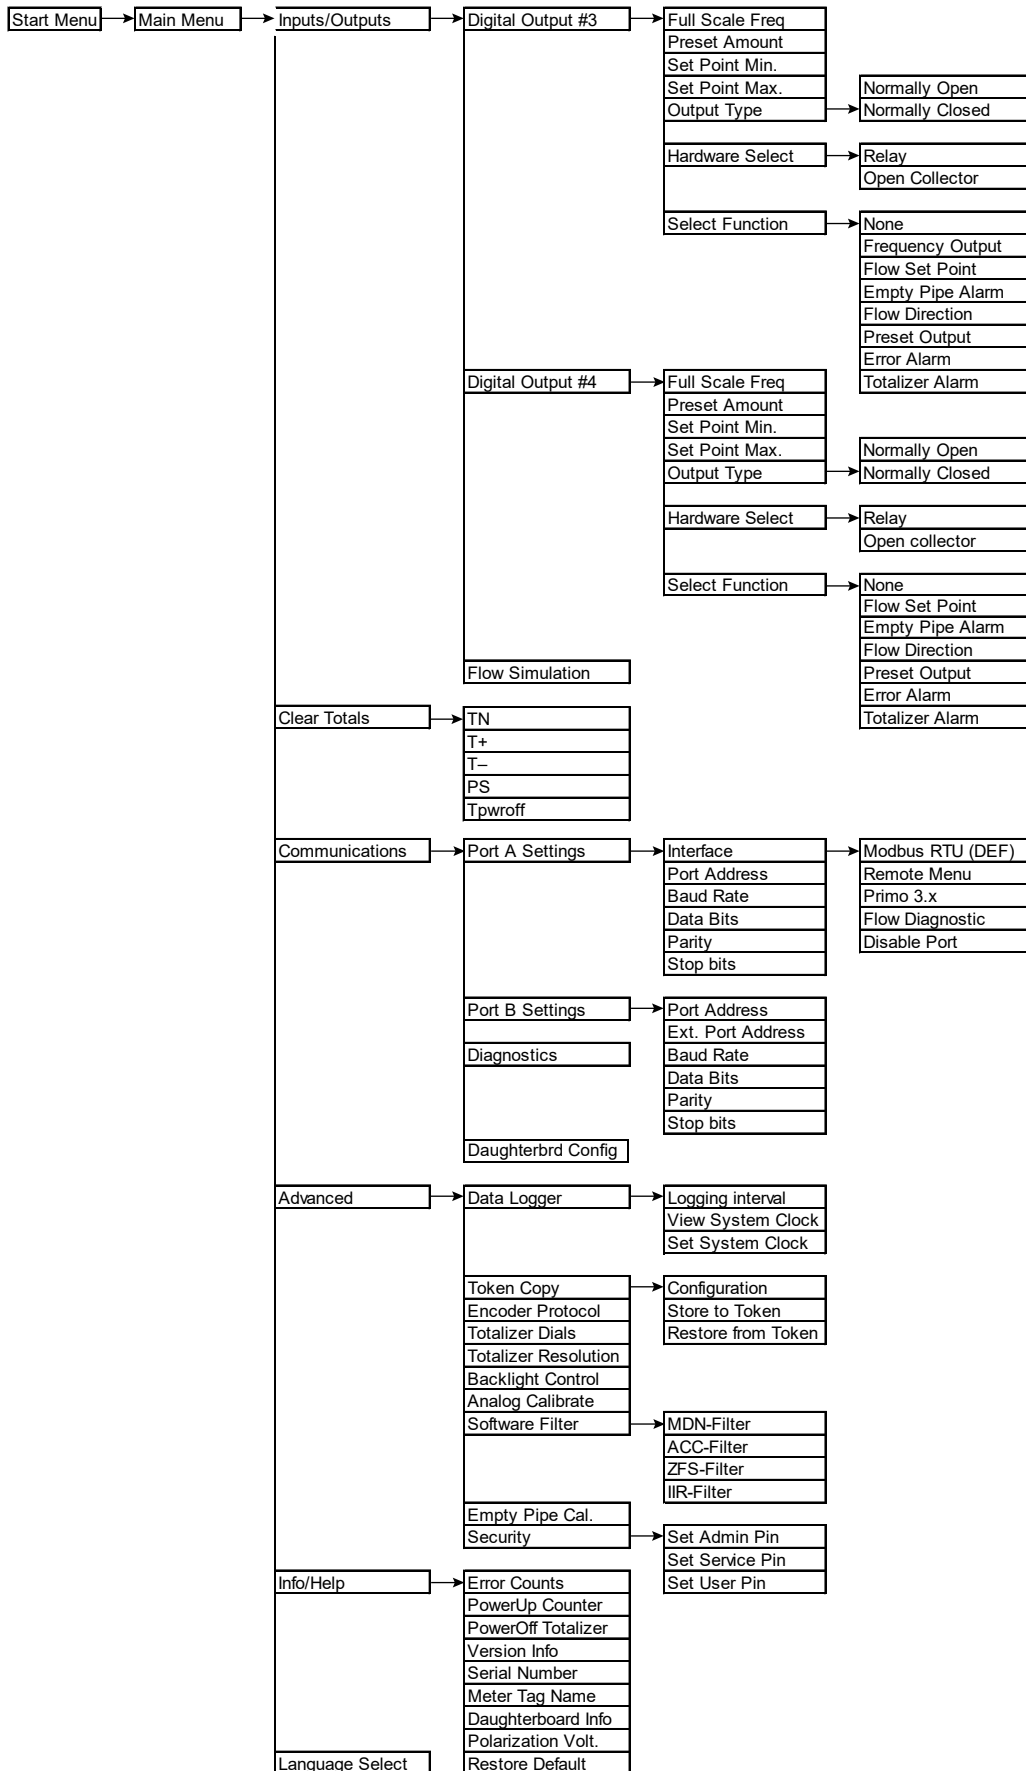 Start Menu
Main Menu
Inputs/Outputs
Digital Output #3
Full Scale Freq
Preset Amount
Set Point Min.
Set Point Max.
Output Type
Normally Open
Normally Closed
Hardware Select
Relay
Open Collector
Select Function
None
Frequency Output
Flow Set Point
Empty Pipe Alarm
Flow Direction
Preset Output
Error Alarm
Totalizer Alarm
Digital Output #4
Full Scale Freq
Preset Amount
Set Point Min.
Set Point Max.
Output Type
Normally Open
Normally Closed
Hardware Select
Relay
Open collector
Select Function
None
Flow Set Point
Empty Pipe Alarm
Flow Direction
Preset Output
Error Alarm
Totalizer Alarm
Flow Simulation
Clear Totals
TN
T+
T–
PS
Tpwroff
Communications
Port A Settings
Interface
Port Address
Baud Rate
Data Bits
Parity
Stop bits
Modbus RTU (DEF)
Remote Menu
Primo 3.x
Flow Diagnostic
Disable Port
Port B Settings
Port Address
Ext. Port Address
Baud Rate
Data Bits
Parity
Stop bits
Diagnostics
Daughterbrd Config
Advanced
Data Logger
Logging interval
View System Clock
Set System Clock
Token Copy
Configuration
Store to Token
Restore from Token
Encoder Protocol
Totalizer Dials
Totalizer Resolution
Backlight Control
Analog Calibrate
Software Filter
MDN-Filter
ACC-Filter
ZFS-Filter
IIR-Filter
Empty Pipe Cal.
Security
Set Admin Pin
Set Service Pin
Set User Pin
Info/Help
Error Counts
PowerUp Counter
PowerOff Totalizer
Version Info
Serial Number
Meter Tag Name
Daughterboard Info
Polarization Volt.
Restore Default
Language Select